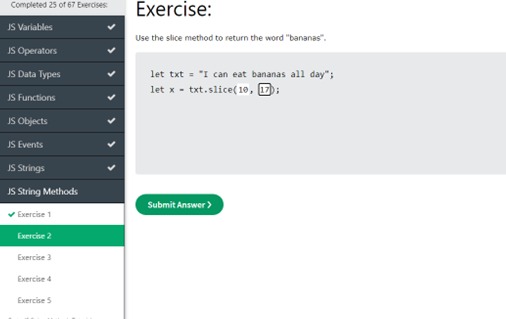 Completed 25 of 67 Exercises:
JS Variables
JS Operators
JS Data Types
JS Functions
JS Objects
JS Events
JS Strings
JS String Methods
Exercise 1
Exercise 2
Exercise 3
Exercise 4
Exercise 5
Exercise:
Use the slice method to return the word "bananas".
let txt = "I can eat bananas all day";
let x = txt.slice(10, 17);
Submit Answer ❯